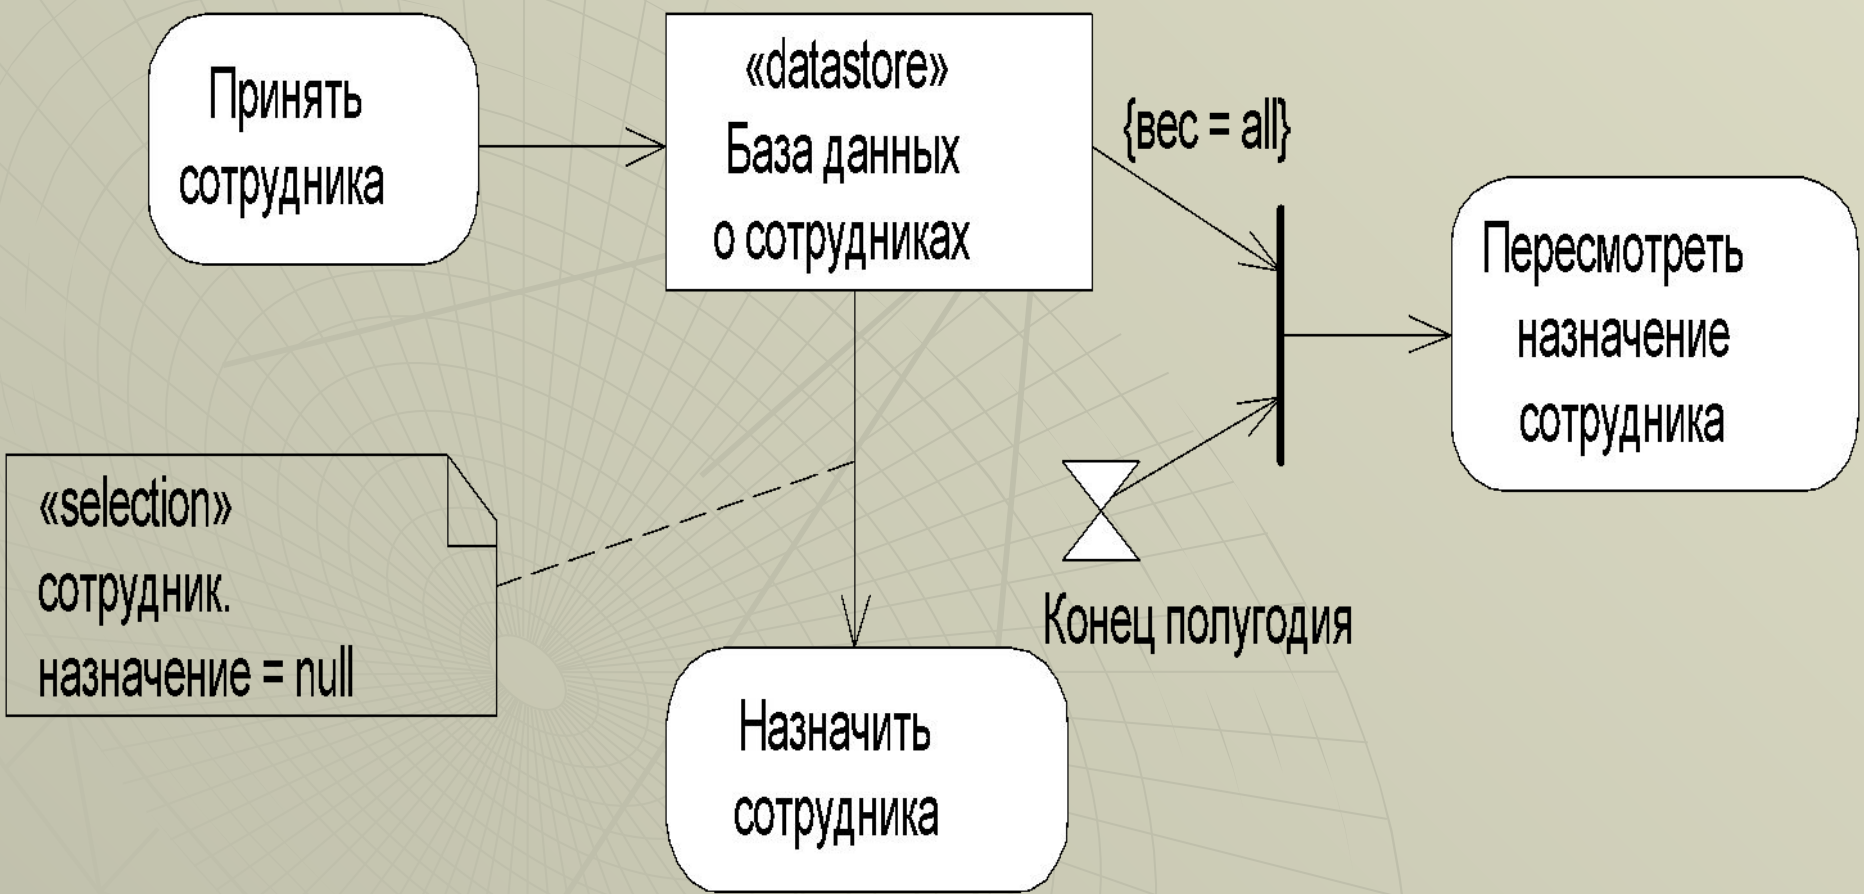 Принять
сотрудника
«datastore»
База данных
о сотрудниках
{вес = all}
Пересмотреть
назначение
сотрудника
«selection»
сотрудник.
назначение = null
Конец полугодия
Назначить
сотрудника